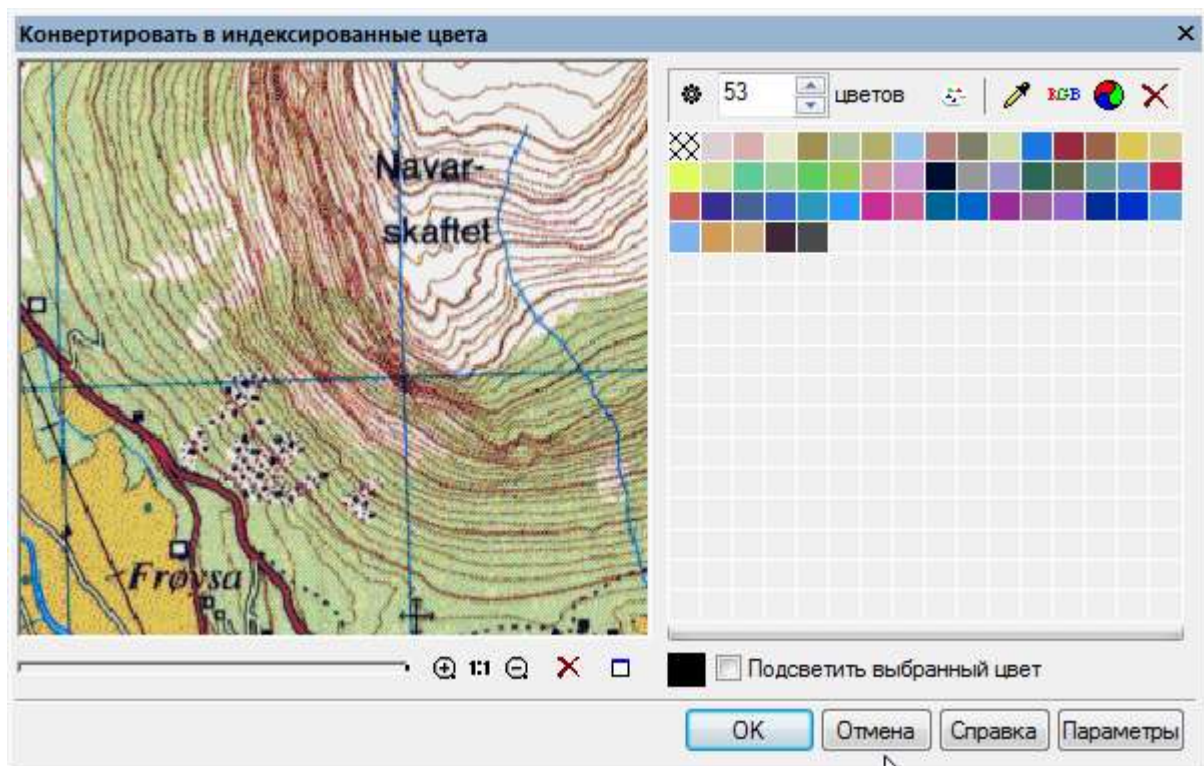 Конвертировать в индексированные цвета
53 цветов RGB
Navar-
skaftet
Frøysa
1:1
Подсветить выбранный цвет
OK Отмена Справка Параметры